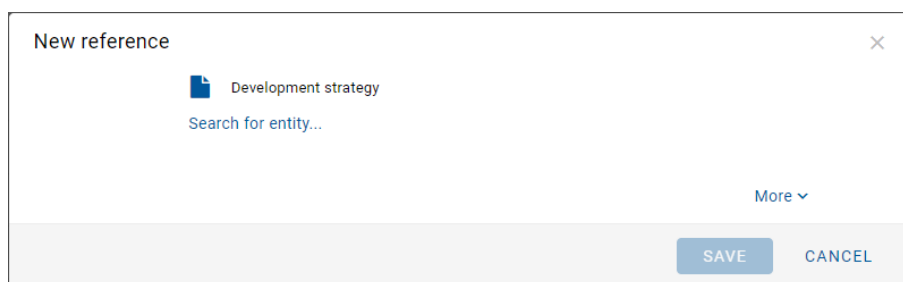 New reference
Development strategy
Search for entity...
More
SAVE CANCEL